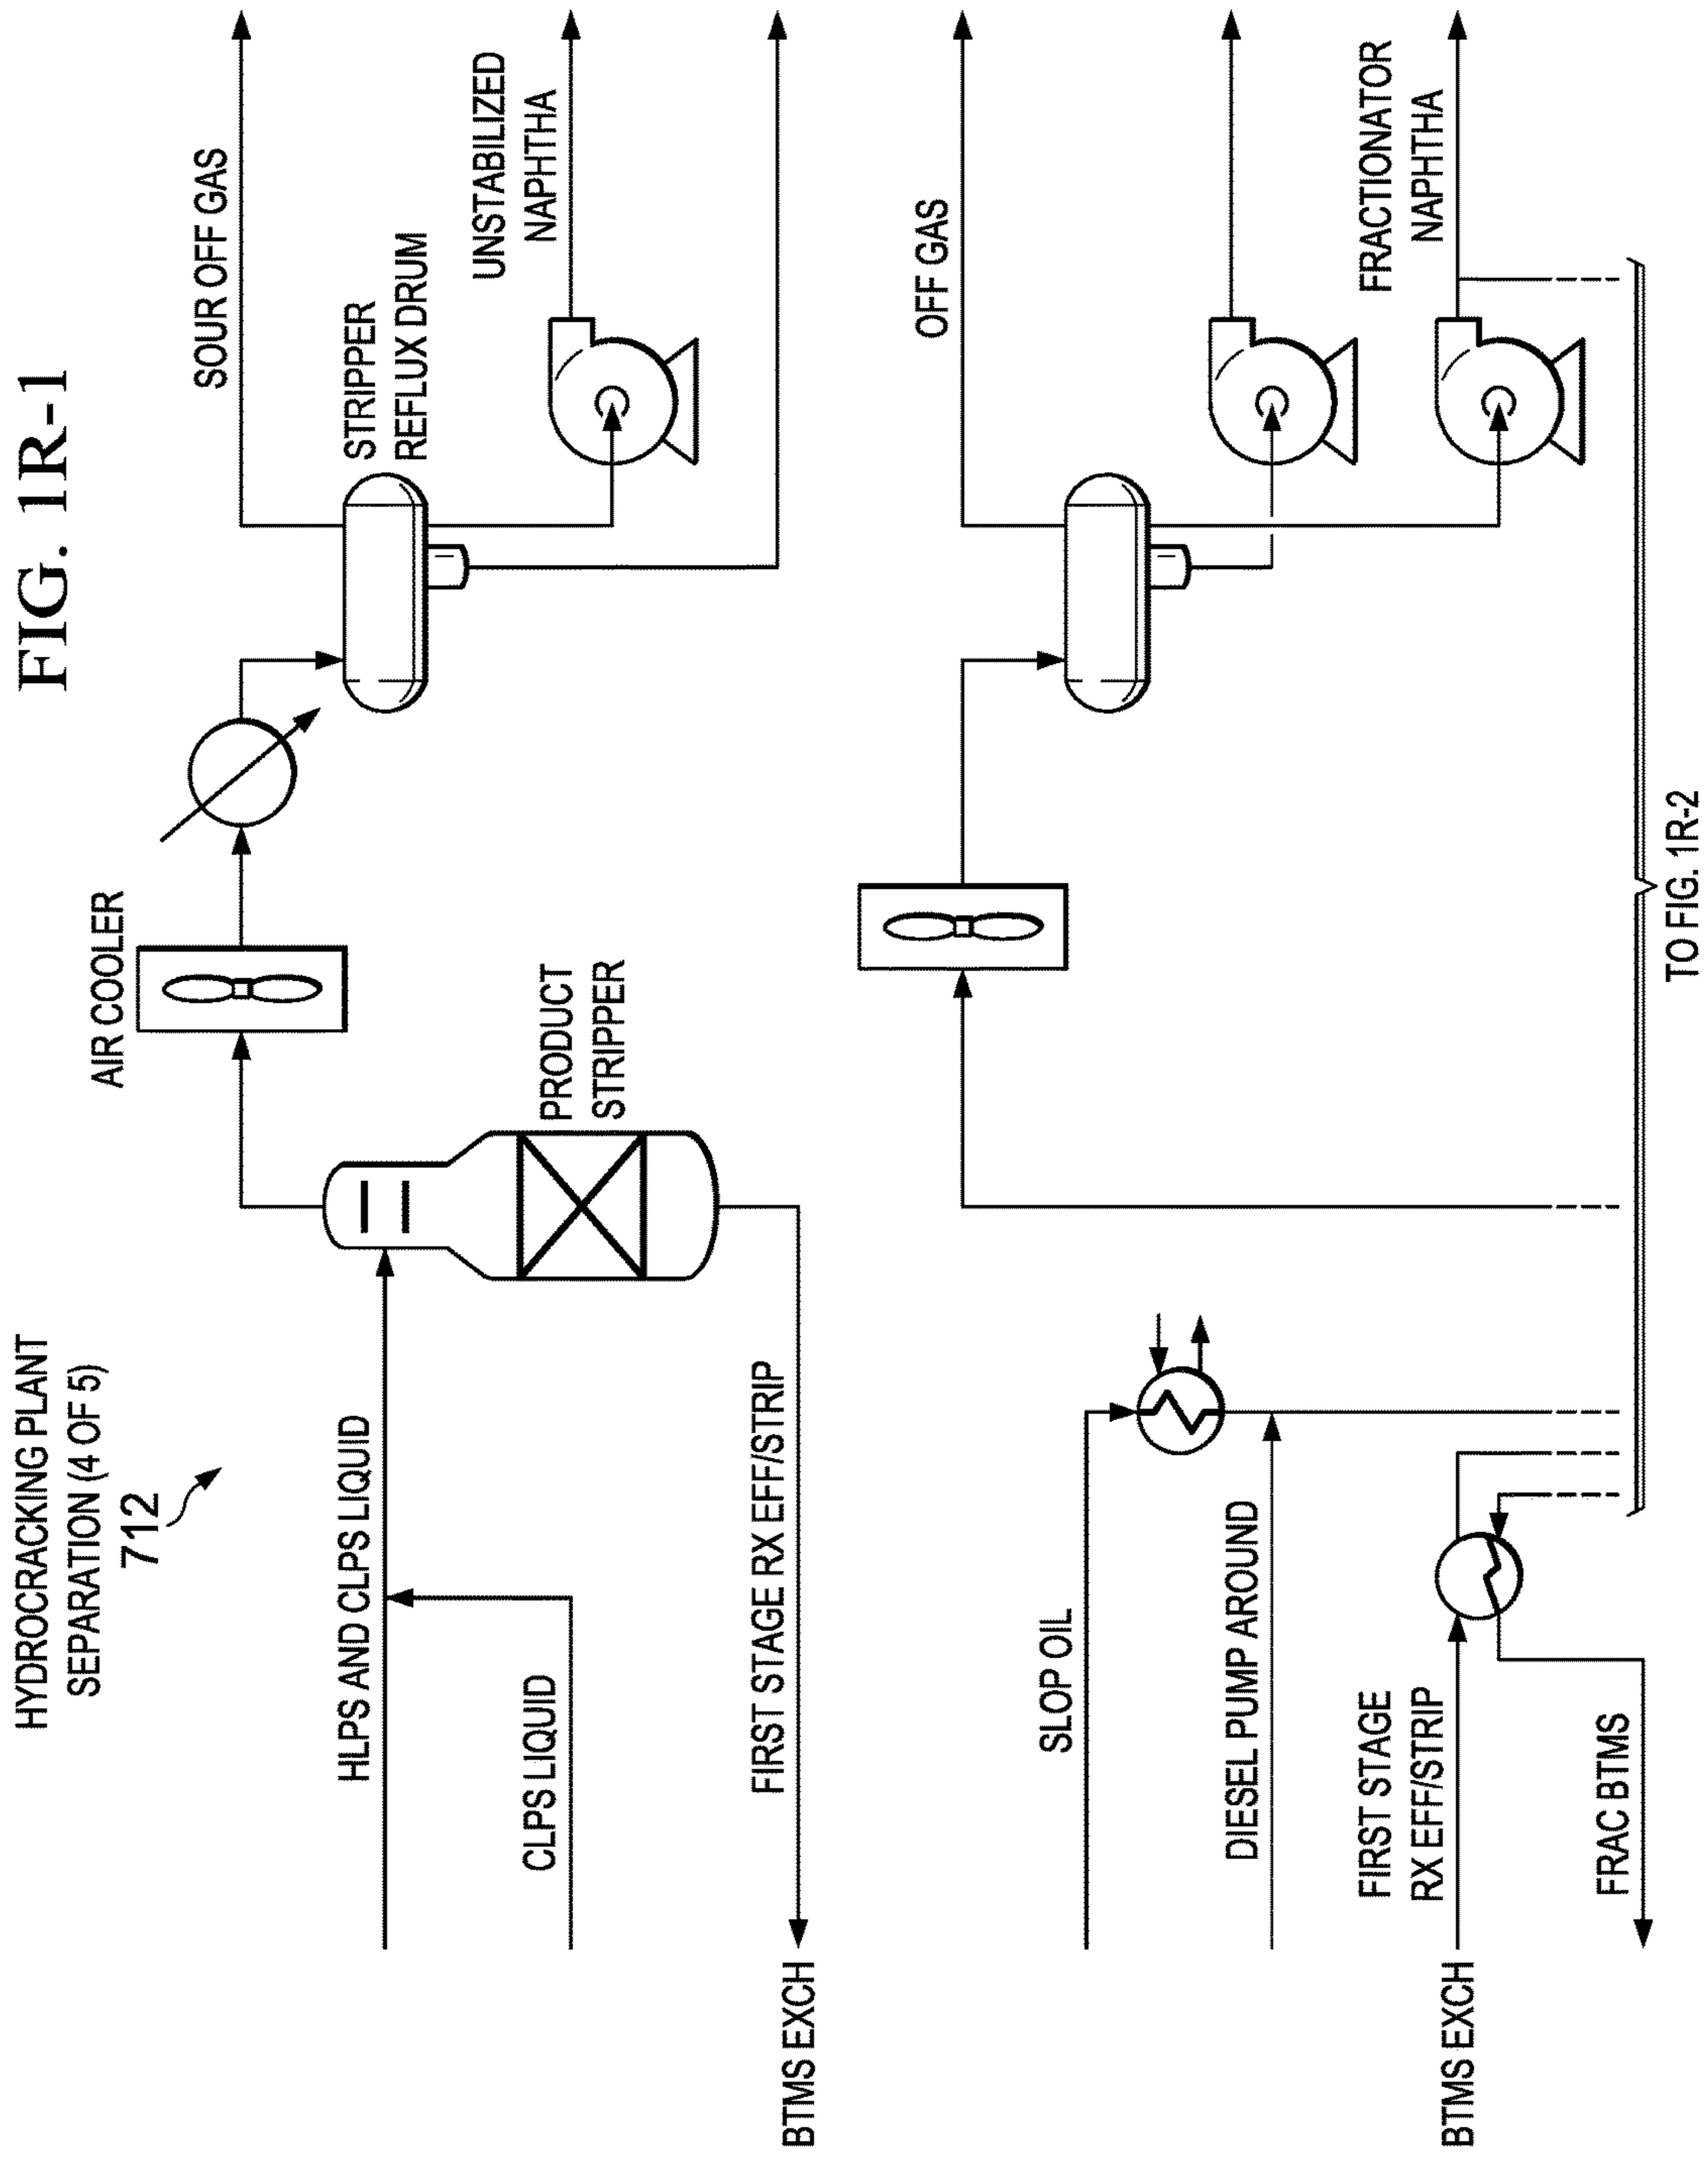 FIG. 1R-1
HYDROCRACKING PLANT
SEPARATION (4 OF 5)
712
AIR COOLER
SOUR OFF GAS
STRIPPER
REFLUX DRUM
UNSTABILIZED
NAPHTHA
HLPS AND CLPS LIQUID
CLPS LIQUID
PRODUCT
STRIPPER
FIRST STAGE RX EFF/STRIP
BTMS EXCH
OFF GAS
SLOP OIL
DIESEL PUMP AROUND
FIRST STAGE
RX EFF/STRIP
BTMS EXCH
FRAC BTMS
FRACTIONATOR
NAPHTHA
TO FIG. 1R-2